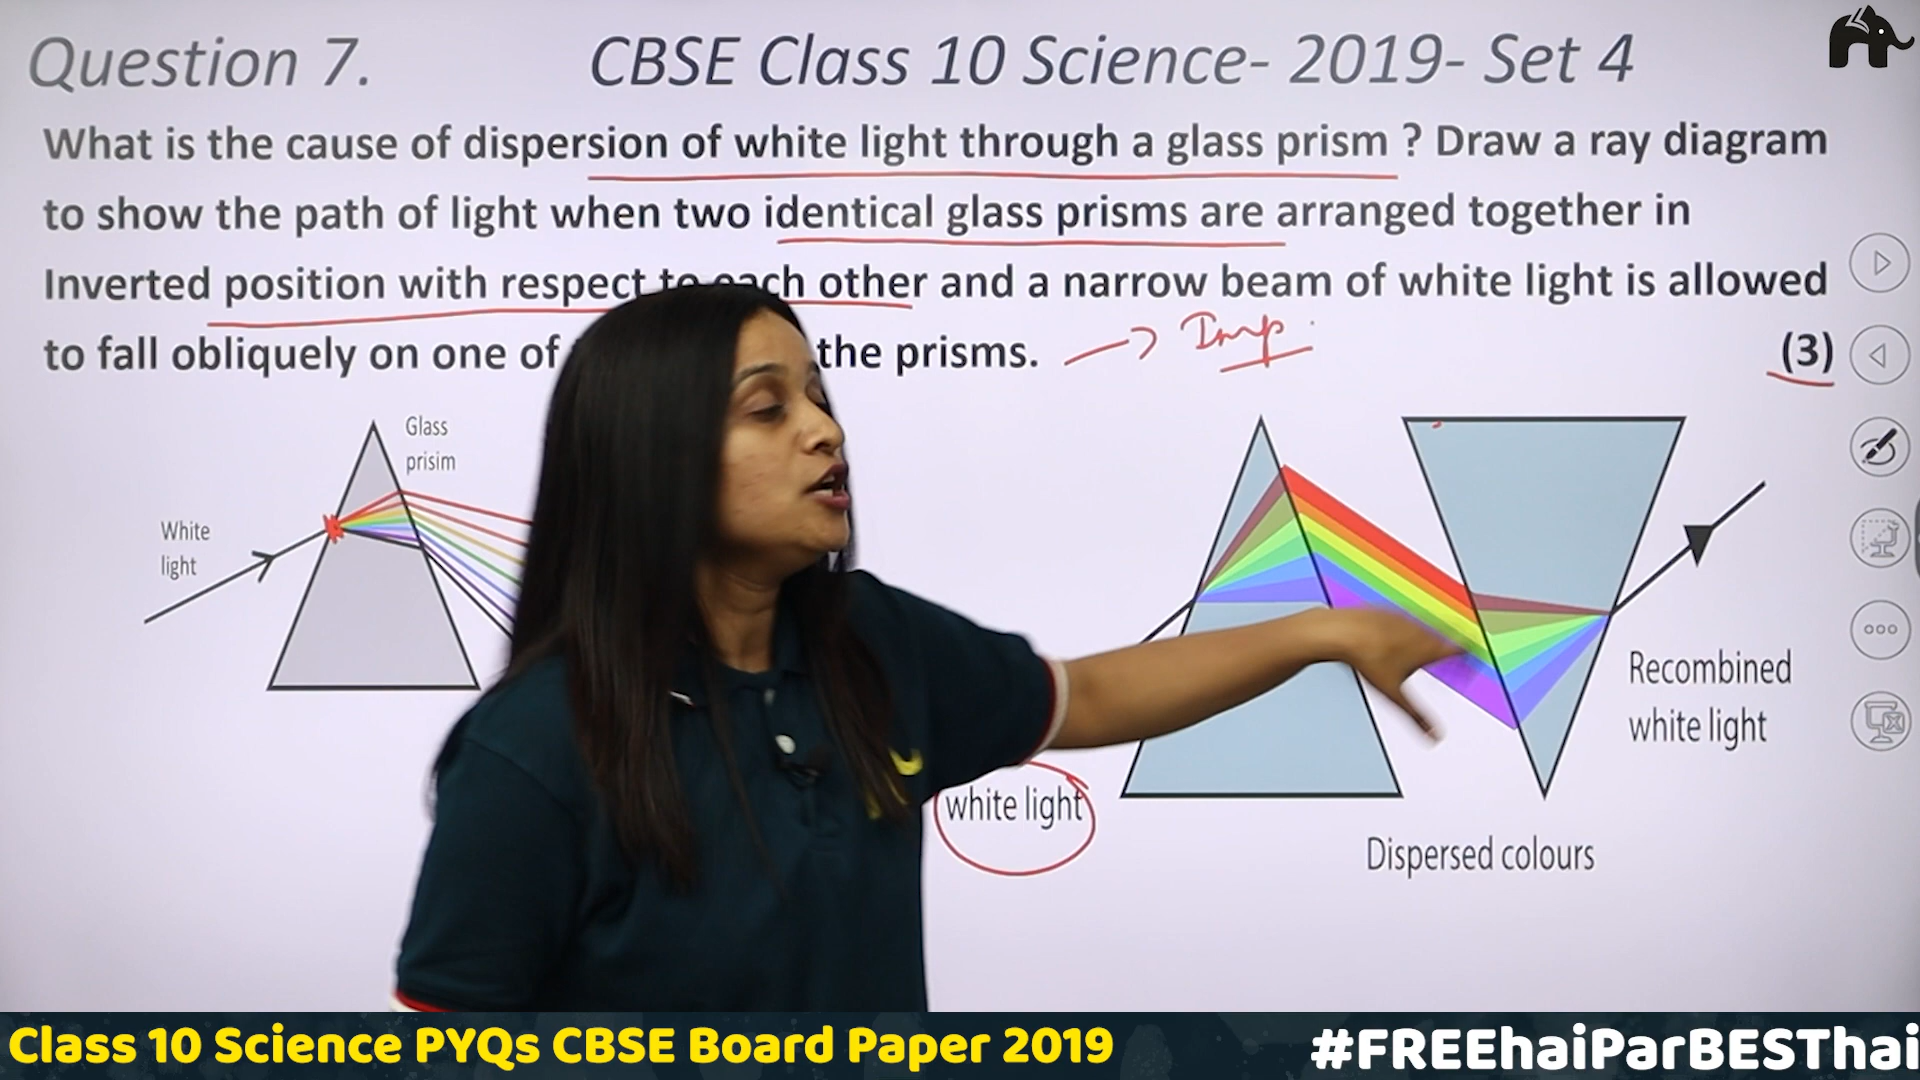 Question 7.
CBSE Class 10 Science- 2019- Set 4
What is the cause of dispersion of white light through a glass prism ? Draw a ray diagram
to show the path of light when two identical glass prisms are arranged together in
Inverted position with respect to each other and a narrow beam of white light is allowed
to fall obliquely on one of the prisms.
Imp.
(3)
Glass
prisim
White
light
white light
Recombined
white light
Dispersed colours
Class 10 Science PYQs CBSE Board Paper 2019
#FREEhaiParBESThai